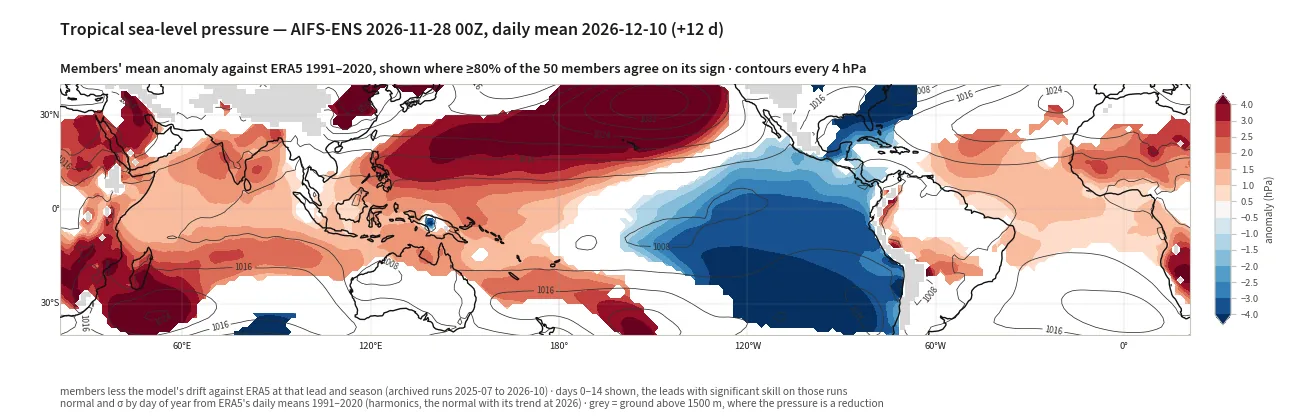 Tropical sea-level pressure — AIFS-ENS 2026-11-28 00Z, daily mean 2026-12-10 (+12 d)
Members' mean anomaly against ERA5 1991–2020, shown where ≥80% of the 50 members agree on its sign · contours every 4 hPa
30°N
0°
30°S
60°E
120°E
180°
120°W
60°W
0°
1016
1016
1016
1016
1008
1016
1024
1008
1016
1008
1016
1024
1008
1016
4.0
3.0
2.5
2.0
1.5
1.0
0.5
−0.5
−1.0
−1.5
−2.0
−2.5
−3.0
−4.0
anomaly (hPa)
members less the model's drift against ERA5 at that lead and season (archived runs 2025-07 to 2026-10) · days 0–14 shown, the leads with significant skill on those runs
normal and σ by day of year from ERA5's daily means 1991–2020 (harmonics, the normal with its trend at 2026) · grey = ground above 1500 m, where the pressure is a reduction